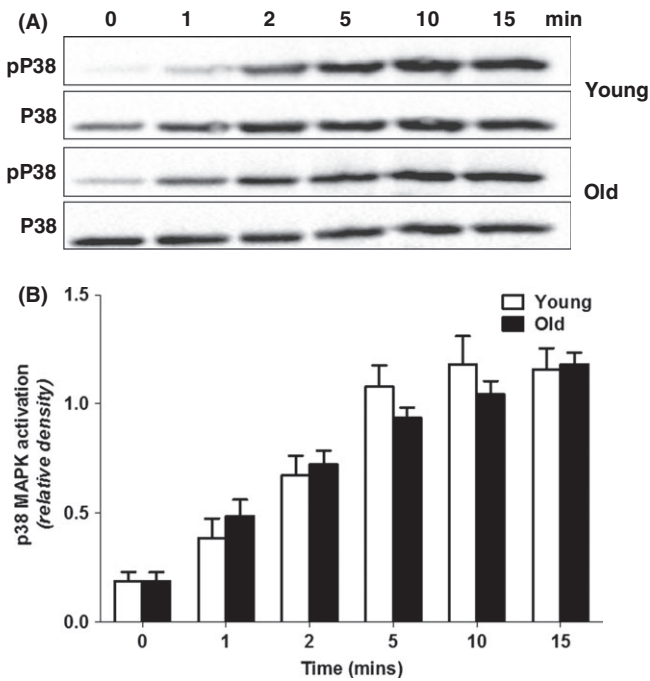 (A) 0 1 2 5 10 15 min
pP38
P38
Young
pP38
P38
Old
(B)
1.5
1.0
0.5
0.0
p38 MAPK activation
(relative density)
Young
Old
0 1 2 5 10 15
Time (mins)